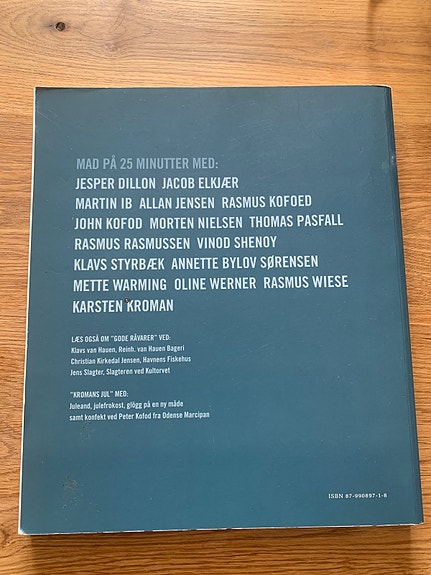 MAD PÅ 25 MINUTTER MED:
JESPER DILLON JACOB ELKJÆR
MARTIN IB ALLAN JENSEN RASMUS KOFOED
JOHN KOFOD MORTEN NIELSEN THOMAS PASFALL
RASMUS RASMUSSEN VINOD SHENOY
KLAVS STYRBÆK ANNETTE BYLOV SØRENSEN
METTE WARMING OLINE WERNER RASMUS WIESE
KARSTEN KROMAN
LÆS OGSÅ OM "GODE RÅVARER" VED:
Klavs van Hauen, Reinh. van Hauen Bageri
Christian Kirkedal Jensen, Havnens Fiskehus
Jens Slagter, Slagteren ved Kultorvet
"KROMANS JUL" MED:
Juleand, julefrokost, glögg på en ny måde
samt konfekt ved Peter Kofod fra Odense Marcipan
ISBN 87-990897-1-8